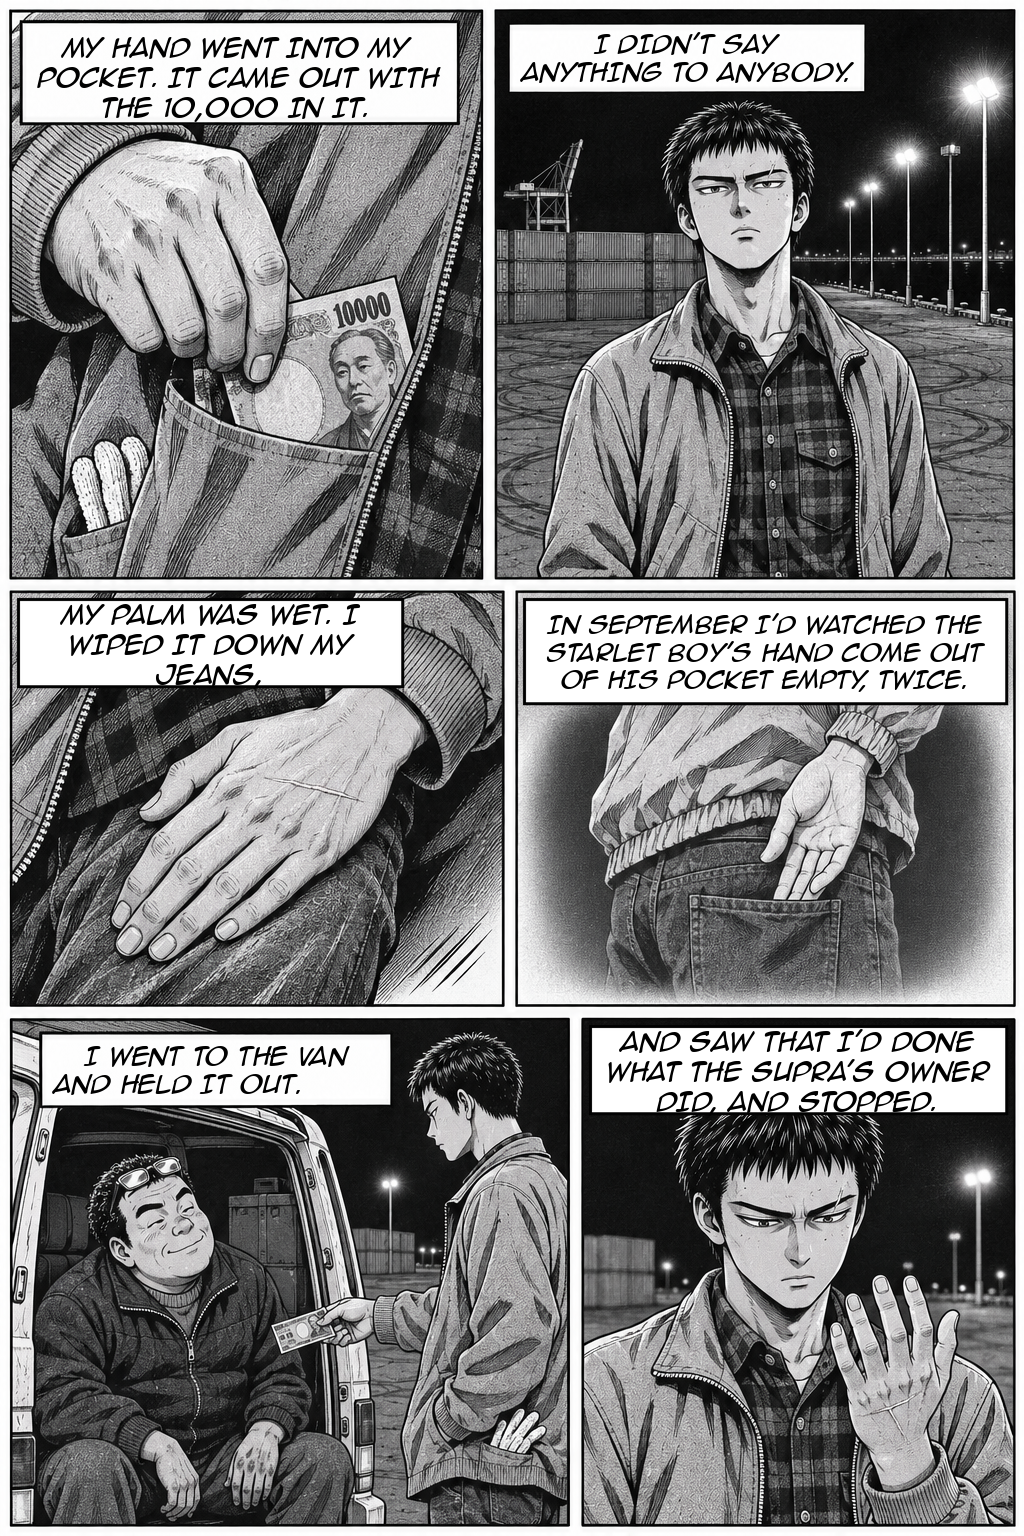 MY HAND WENT INTO MY
POCKET. IT CAME OUT WITH
THE 10,000 IN IT.
10000
I DIDN'T SAY
ANYTHING TO ANYBODY.
MY PALM WAS WET. I
WIPED IT DOWN MY
JEANS,
IN SEPTEMBER I'D WATCHED THE
STARLET BOY'S HAND COME OUT
OF HIS POCKET EMPTY, TWICE.
I WENT TO THE VAN
AND HELD IT OUT.
AND SAW THAT I'D DONE
WHAT THE SUPRA'S OWNER
DID, AND STOPPED.